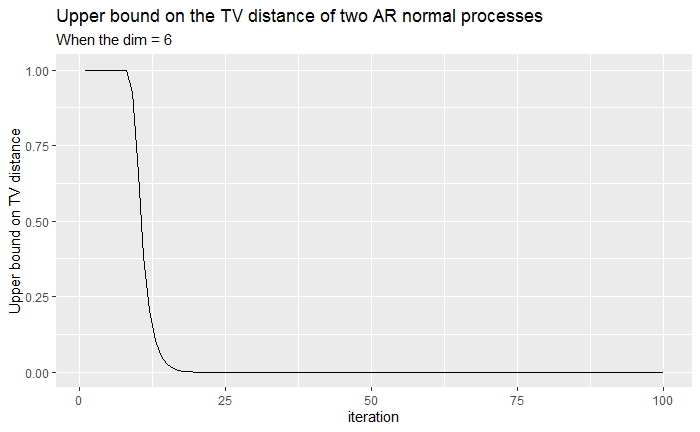 Upper bound on the TV distance of two AR normal processes
When the dim = 6
Upper bound on TV distance
1.00
0.75
0.50
0.25
0.00
0
25
50
75
100
iteration